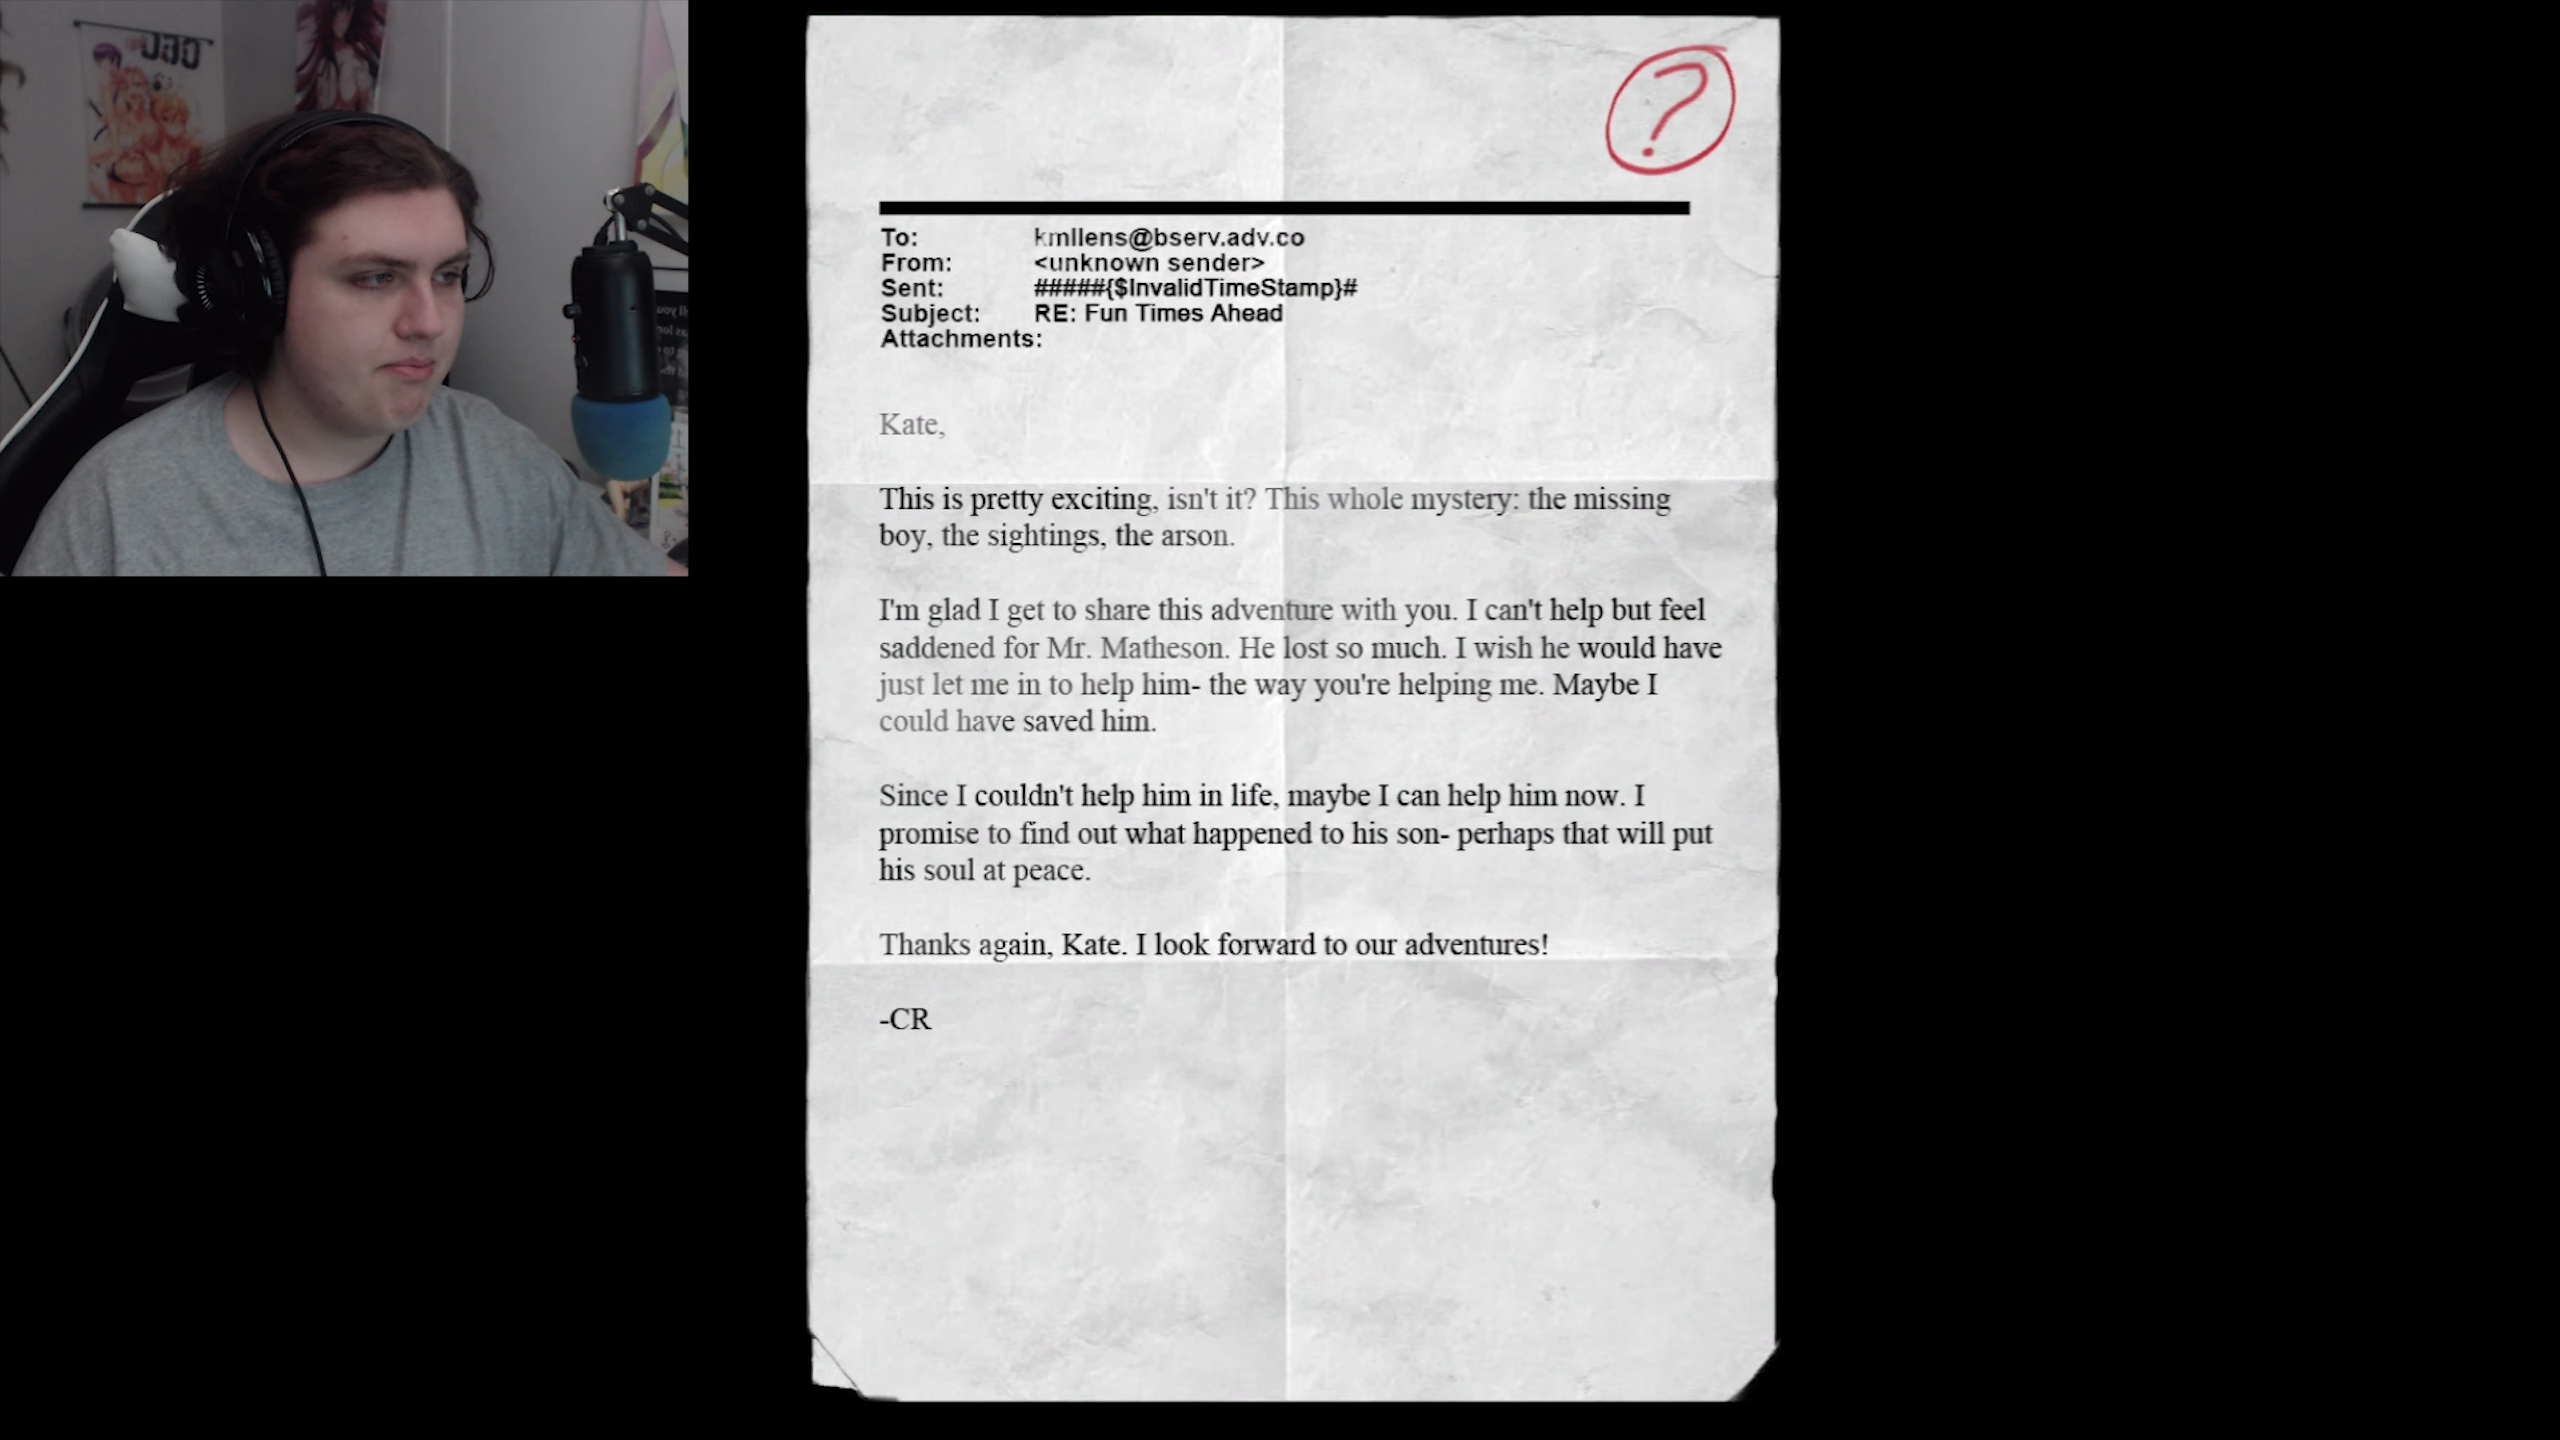 ?
To: kmllens@bserv.adv.co
From: <unknown sender>
Sent: #####{$InvalidTimeStamp}#
Subject: RE: Fun Times Ahead
Attachments:
Kate,
This is pretty exciting, isn't it? This whole mystery: the missing
boy, the sightings, the arson.
I'm glad I get to share this adventure with you. I can't help but feel
saddened for Mr. Matheson. He lost so much. I wish he would have
just let me in to help him- the way you're helping me. Maybe I
could have saved him.
Since I couldn't help him in life, maybe I can help him now. I
promise to find out what happened to his son- perhaps that will put
his soul at peace.
Thanks again, Kate. I look forward to our adventures!
-CR